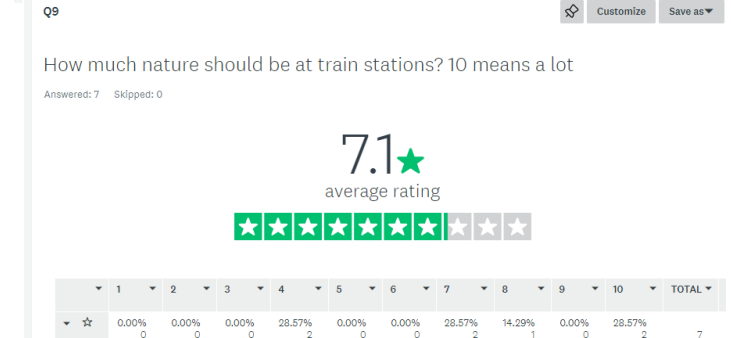 Q9
Customize
Save as
How much nature should be at train stations? 10 means a lot
Answered: 7 Skipped: 0
7.1
average rating
1 2 3 4 5 6 7 8 9 10 TOTAL
0.00% 0.00% 0.00% 28.57% 0.00% 0.00% 28.57% 14.29% 0.00% 28.57%
0 0 0 2 0 0 2 1 0 2 7